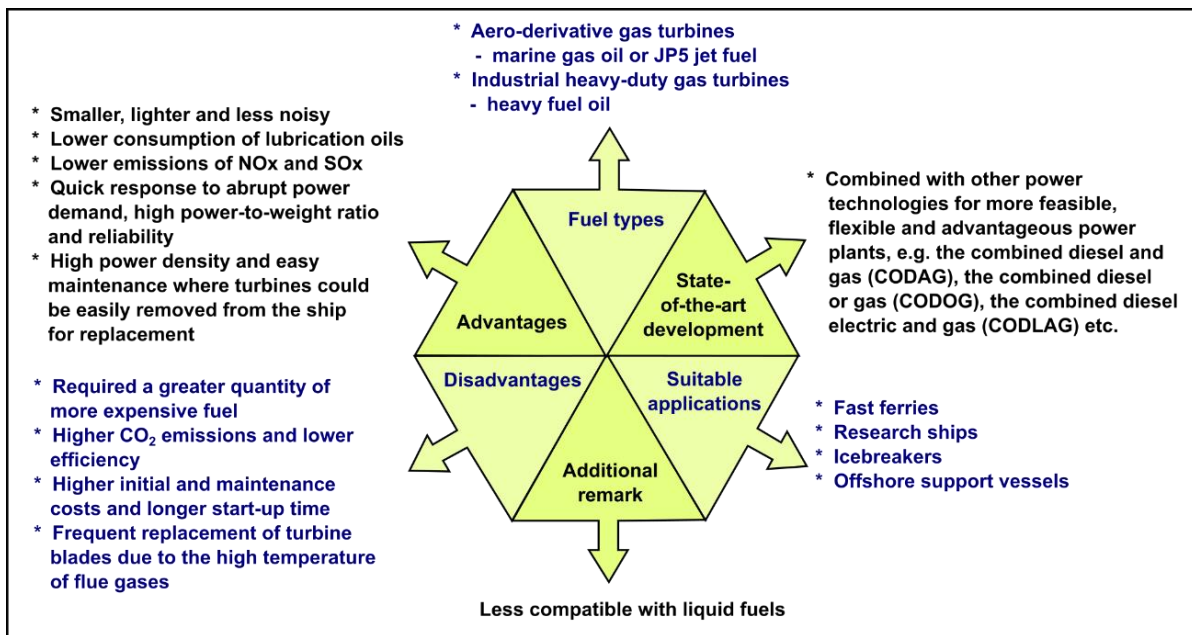 * Aero-derivative gas turbines
- marine gas oil or JP5 jet fuel
* Industrial heavy-duty gas turbines
- heavy fuel oil
* Smaller, lighter and less noisy
* Lower consumption of lubrication oils
* Lower emissions of NOx and SOx
* Quick response to abrupt power
demand, high power-to-weight ratio
and reliability
* High power density and easy
maintenance where turbines could
be easily removed from the ship
for replacement
Fuel types
Advantages
State-
of-the-art
development
* Combined with other power
technologies for more feasible,
flexible and advantageous power
plants, e.g. the combined diesel and
gas (CODAG), the combined diesel
or gas (CODOG), the combined diesel
electric and gas (CODLAG) etc.
* Required a greater quantity of
more expensive fuel
* Higher CO₂ emissions and lower
efficiency
* Higher initial and maintenance
costs and longer start-up time
* Frequent replacement of turbine
blades due to the high temperature
of flue gases
Disadvantages
Suitable
applications
Additional
remark
* Fast ferries
* Research ships
* Icebreakers
* Offshore support vessels
Less compatible with liquid fuels